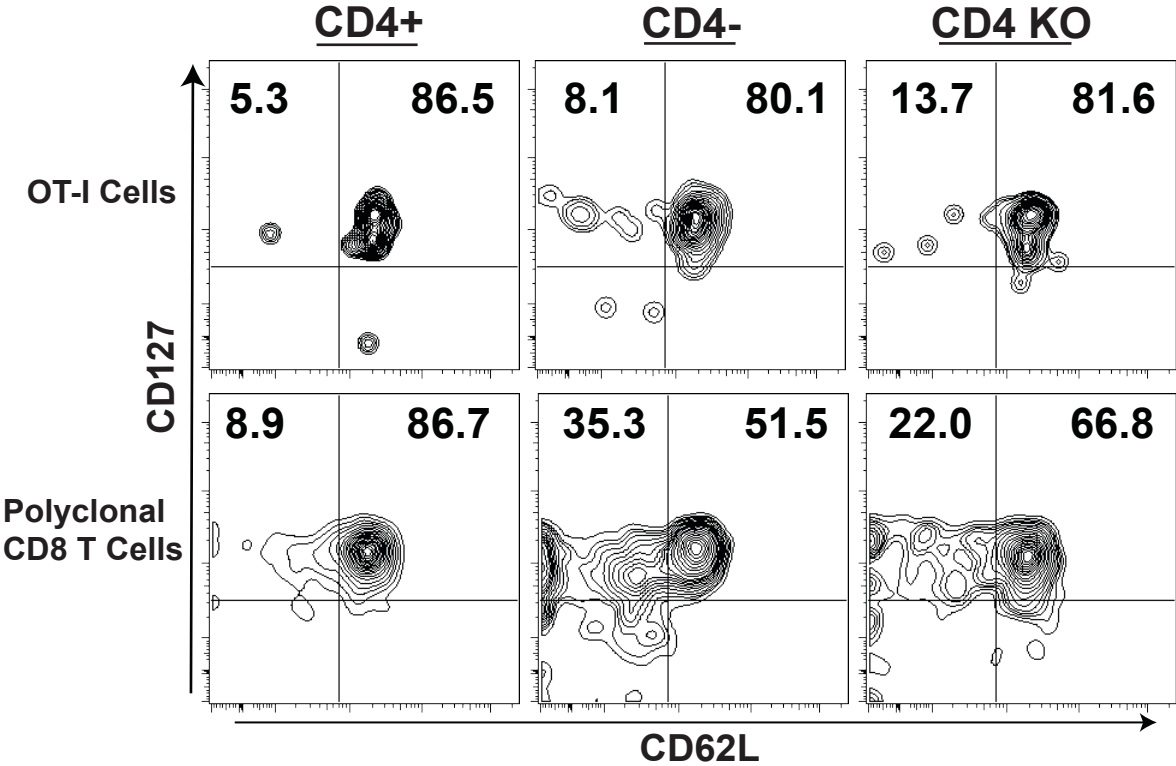 CD4+ CD4- CD4 KO
5.3 86.5 8.1 80.1 13.7 81.6
OT-I Cells
CD127
8.9 86.7 35.3 51.5 22.0 66.8
Polyclonal
CD8 T Cells
CD62L